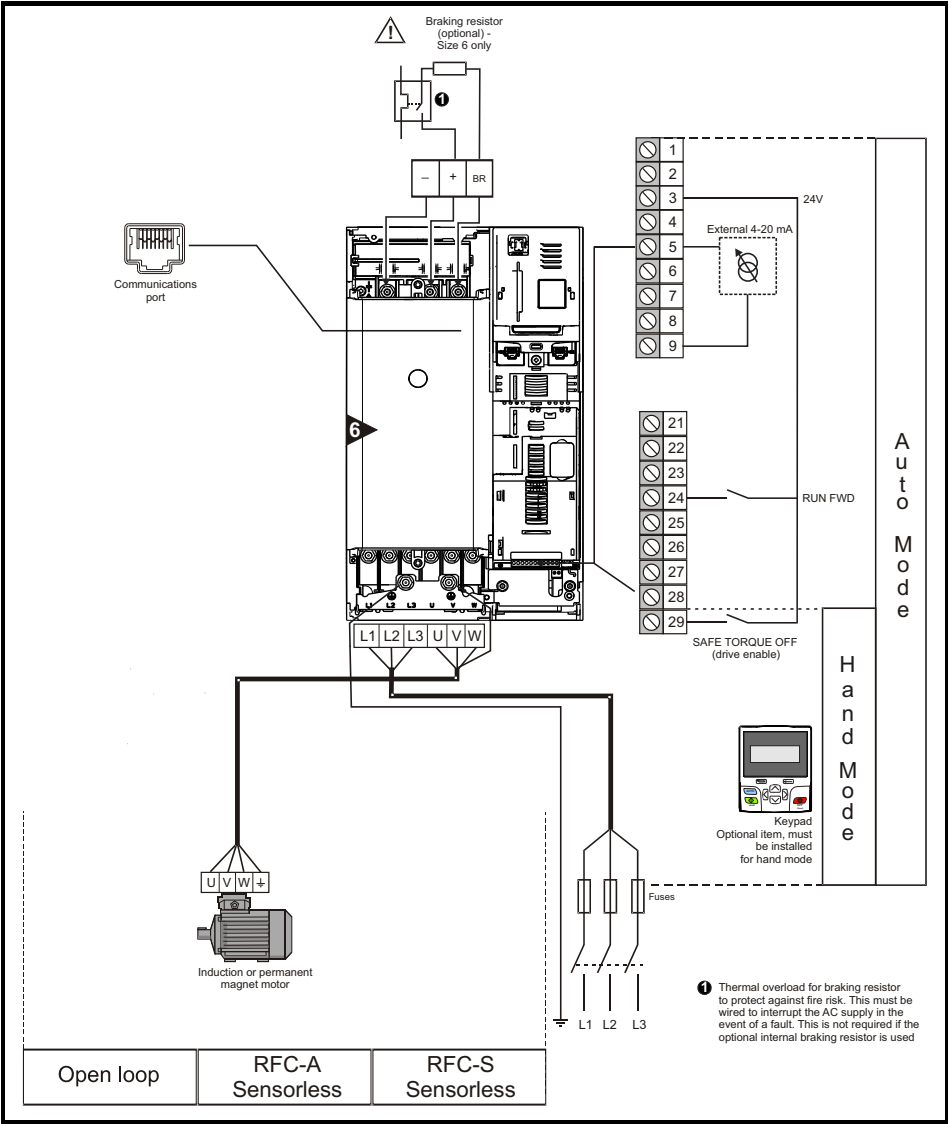 Braking resistor
(optional) -
Size 6 only
1
– + BR
Communications
port
6
1
2
3
4
5
6
7
8
9
24V
External 4-20 mA
21
22
23
24
25
26
27
28
29
RUN FWD
SAFE TORQUE OFF
(drive enable)
Auto Mode
Hand Mode
L1 L2 L3 U V W
L1 L2 L3 U V W
Keypad
Optional item, must
be installed
for hand mode
U V W
Induction or permanent
magnet motor
Fuses
L1 L2 L3
1 Thermal overload for braking resistor
to protect against fire risk. This must be
wired to interrupt the AC supply in the
event of a fault. This is not required if the
optional internal braking resistor is used
Open loop
RFC-A
Sensorless
RFC-S
Sensorless